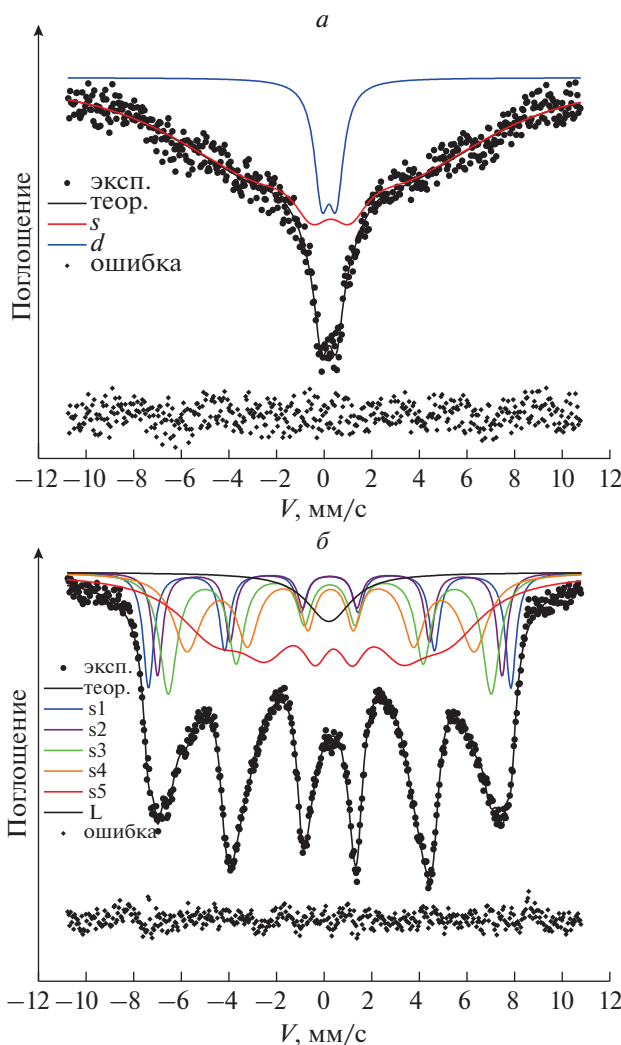 а
Поглощение
эксп.
теор.
s
d
ошибка
−12 −10 −8 −6 −4 −2 0 2 4 6 8 10 12
V, мм/с
б
Поглощение
эксп.
теор.
s1
s2
s3
s4
s5
L
ошибка
−12 −10 −8 −6 −4 −2 0 2 4 6 8 10 12
V, мм/с